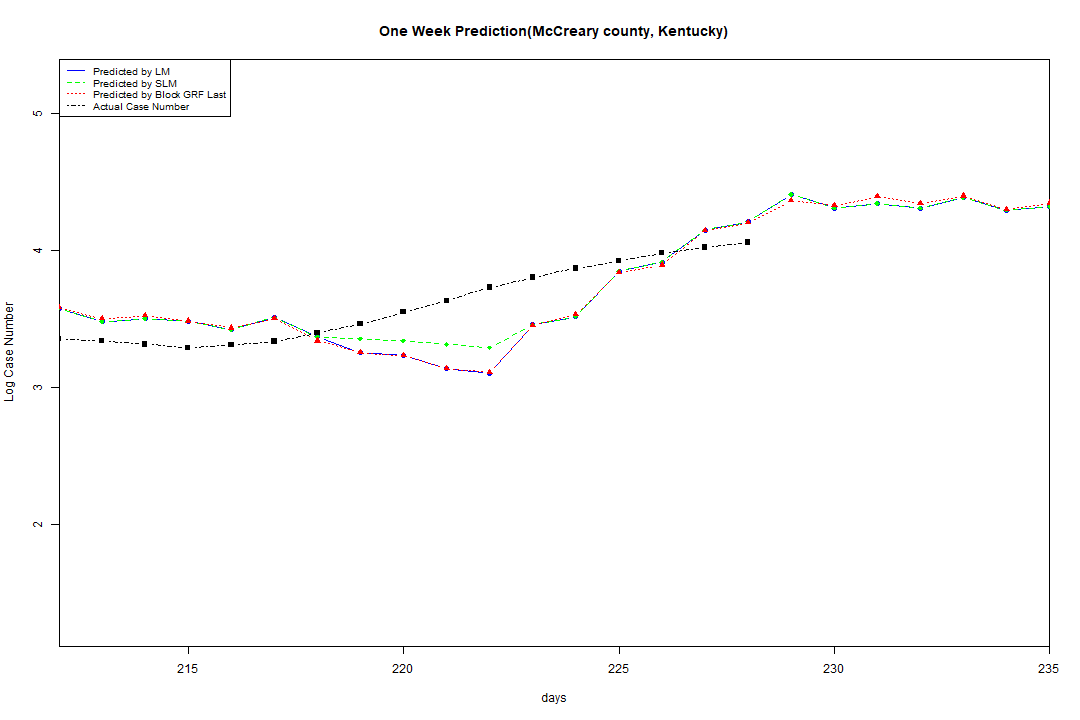 One Week Prediction(McCreary county, Kentucky)
Predicted by LM
Predicted by SLM
Predicted by Block GRF Last
Actual Case Number
5
4
3
2
Log Case Number
215 220 225 230 235
days